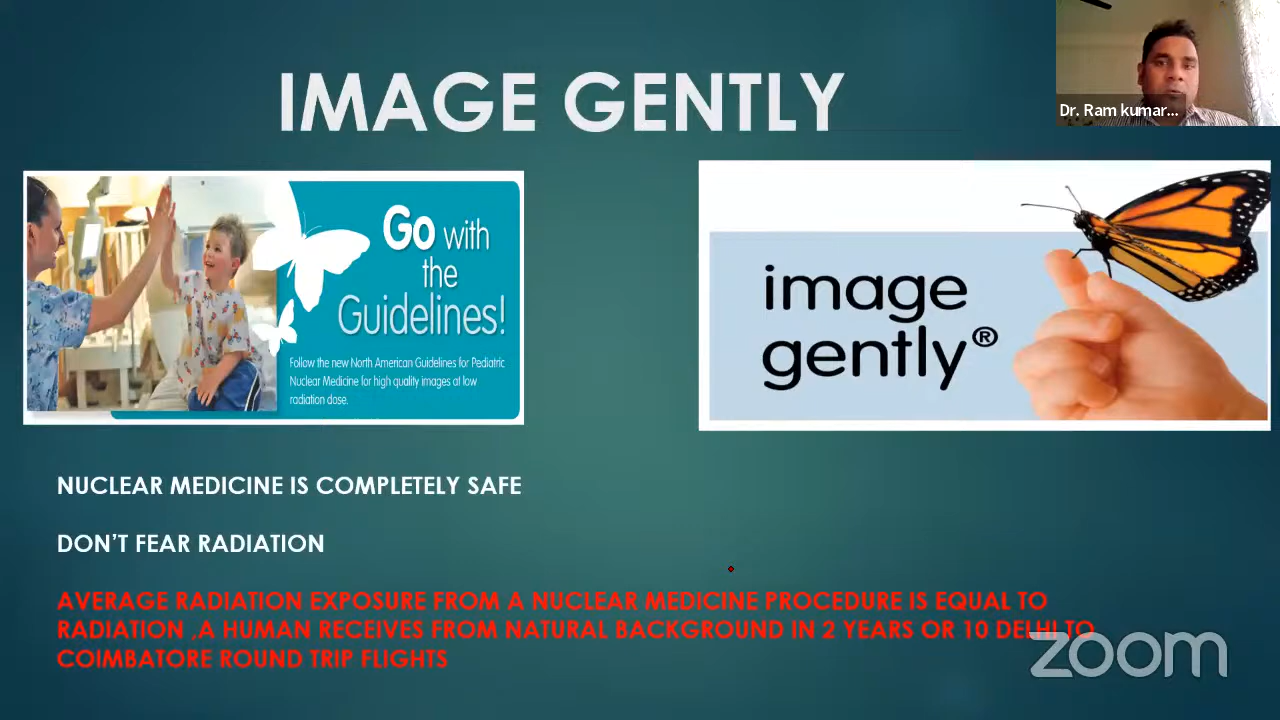 IMAGE GENTLY
Dr. Ram kumar...
Go with
the
Guidelines!
Follow the new North American Guidelines for Pediatric
Nuclear Medicine for high quality images at low
radiation dose.
image
gently®
NUCLEAR MEDICINE IS COMPLETELY SAFE
DON'T FEAR RADIATION
AVERAGE RADIATION EXPOSURE FROM A NUCLEAR MEDICINE PROCEDURE IS EQUAL TO
RADIATION ,A HUMAN RECEIVES FROM NATURAL BACKGROUND IN 2 YEARS OR 10 DELHI TO
COIMBATORE ROUND TRIP FLIGHTS
zoom